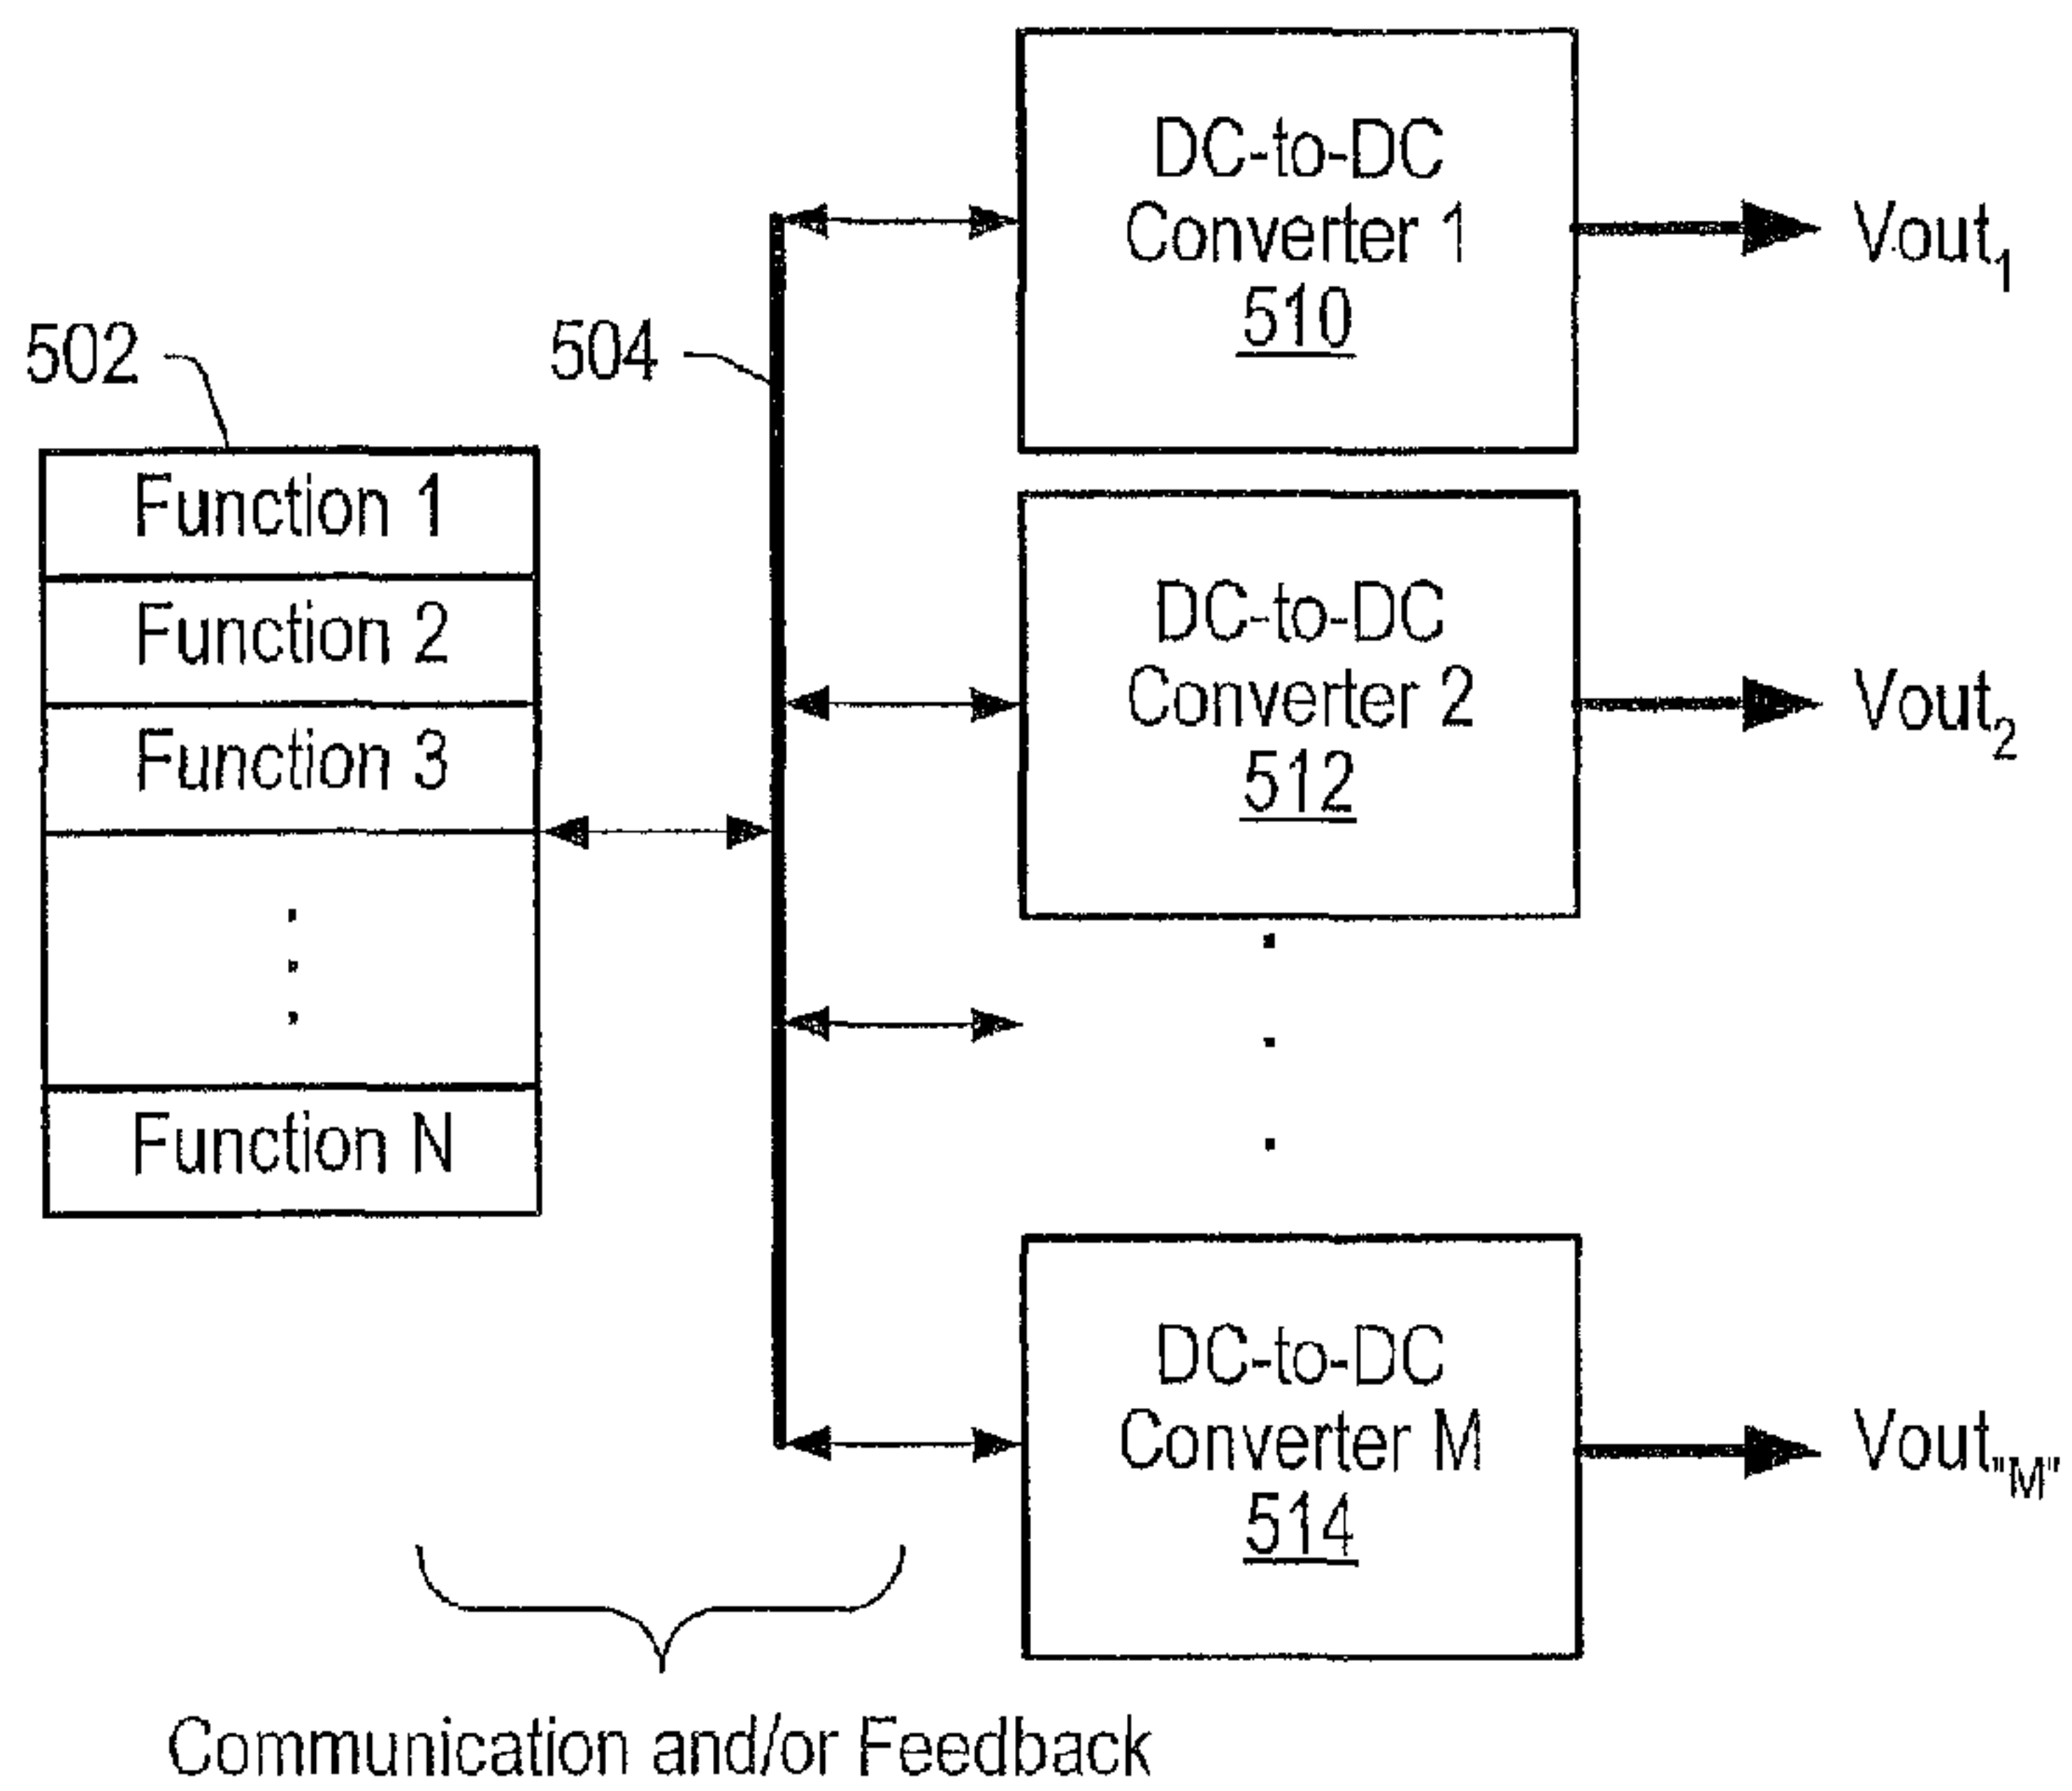 502
Function 1
Function 2
Function 3
Function N
504
DC-to-DC
Converter 1
510
Vout1
DC-to-DC
Converter 2
512
Vout2
DC-to-DC
Converter M
514
Vout"M"
Communication and/or Feedback